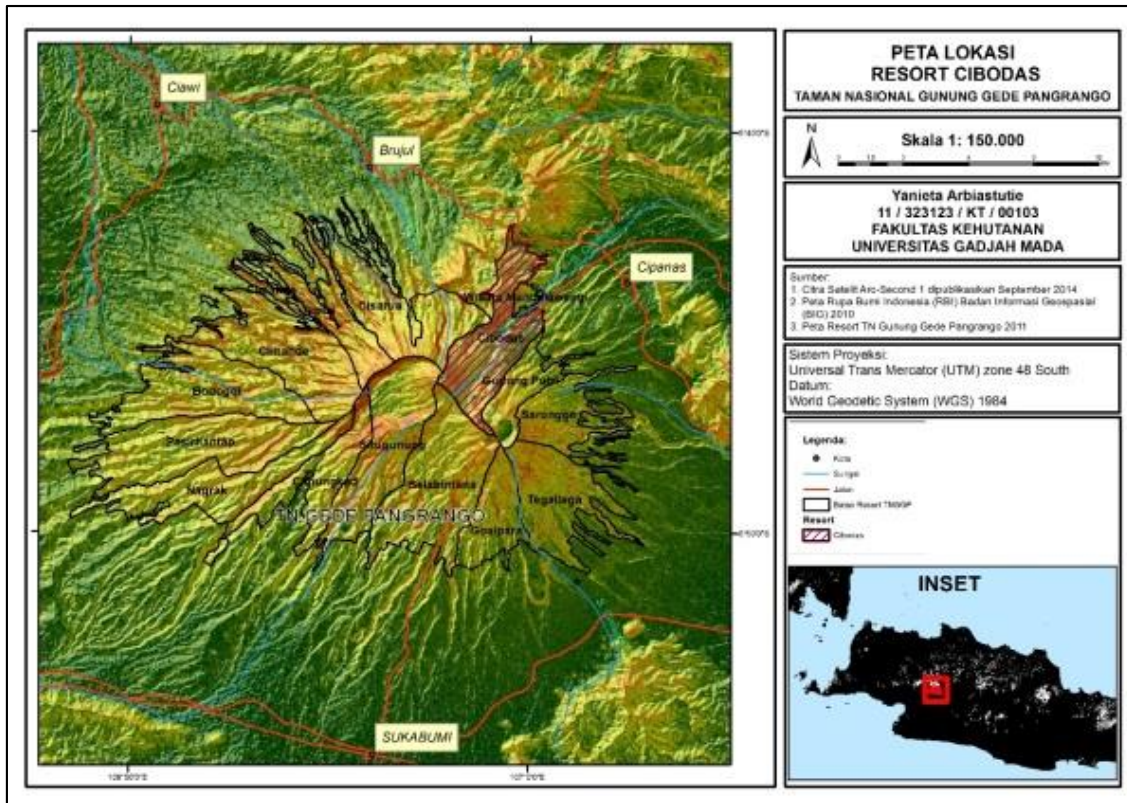 PETA LOKASI
RESORT CIBODAS
TAMAN NASIONAL GUNUNG GEDE PANGRANGO
N
Skala 1: 150.000
Yanieta Arbiastutie
11 / 323123 / KT / 00103
FAKULTAS KEHUTANAN
UNIVERSITAS GADJAH MADA
Sumber:
1. Citra Satelit Arc-Second 1 dipublikasikan September 2014
2. Peta Rupa Bumi Indonesia (RBI) Badan Informasi Geospasial
(BIG) 2010
3. Peta Resort TN Gunung Gede Pangrango 2011
Sistem Proyeksi:
Universal Trans Mercator (UTM) zone 48 South
Datum:
World Geodetic System (WGS) 1984
Legenda:
Kota
Sungai
Jalan
Batas Resort TNGGP
Resort
Cibodas
INSET
Ciawi
Brujul
Cipanas
Cisarua
Cibodas
Gunung Putri
Sarongge
Bodogol
Nagrak
Situgunung
Selabintana
Tegallega
TN GEDE PANGRANGO
Goalpara
SUKABUMI